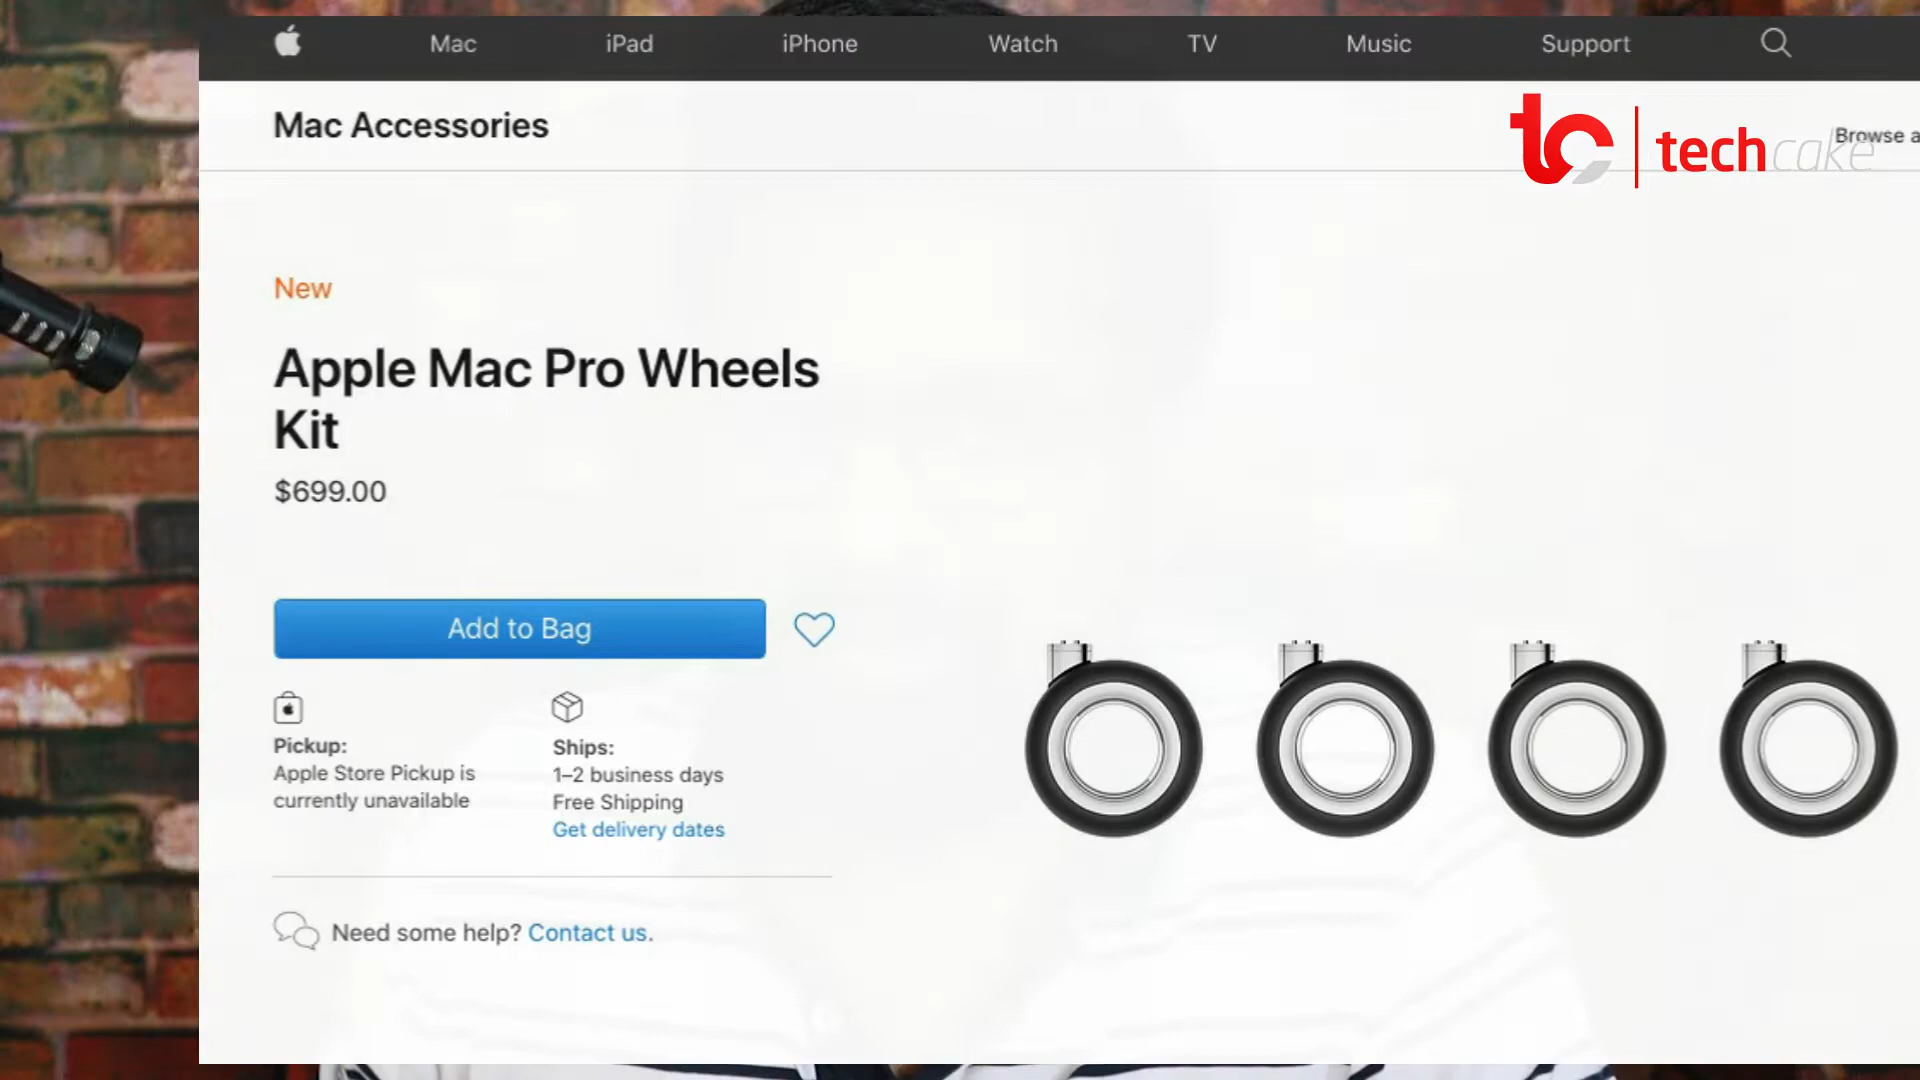 Mac
iPad
iPhone
Watch
TV
Music
Support
Mac Accessories
Browse a
tc | techcake
New
Apple Mac Pro Wheels
Kit
$699.00
Add to Bag
Pickup:
Apple Store Pickup is
currently unavailable
Ships:
1–2 business days
Free Shipping
Get delivery dates
Need some help? Contact us.